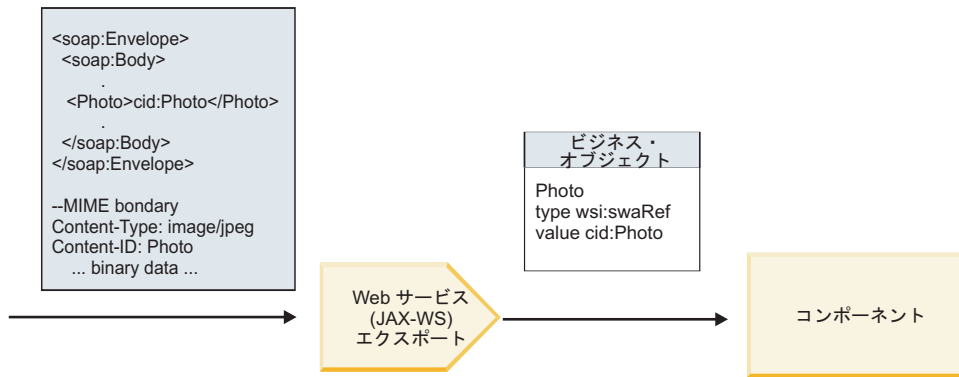 <soap:Envelope>
<soap:Body>
.
<Photo>cid:Photo</Photo>
.
</soap:Body>
</soap:Envelope>
--MIME bondary
Content-Type: image/jpeg
Content-ID: Photo
... binary data ...
ビジネス・
オブジェクト
Photo
type wsi:swaRef
value cid:Photo
Web サービス
(JAX-WS)
エクスポート
コンポーネント